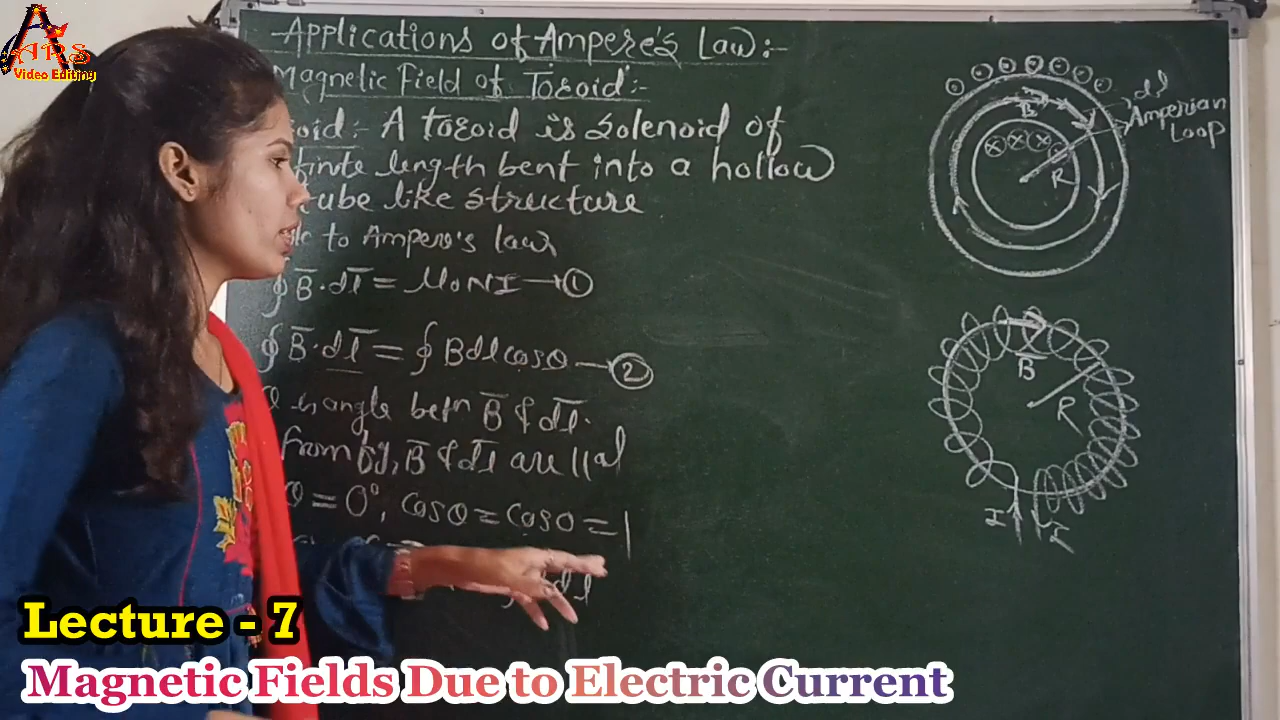 ARS
Video Editing
Applications of Ampere's Law:-
Magnetic Field of Toroid:-
oid:- A toroid is solenoid of
finite length bent into a hollow
tube like structure
to Ampere's law
∮ B̅·dl̅ = μ₀NI → ①
∮ B̅·dl̅ = ∮ Bdl cosθ — ②
is angle betn B̅ & dl̅.
from fig, B̅ & dl̅ are ||al
θ = 0°, cosθ = cos0 = 1
dl
dl
Amperian
Loop
B
R
B
R
I
I
Lecture - 7
Magnetic Fields Due to Electric Current